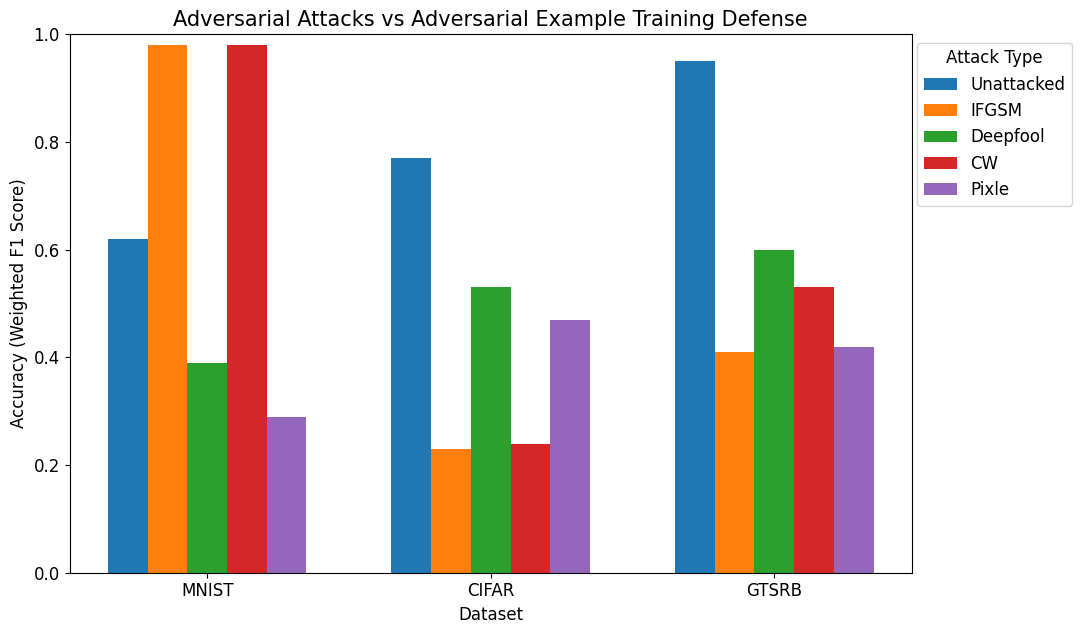 Adversarial Attacks vs Adversarial Example Training Defense
Accuracy (Weighted F1 Score)
1.0
0.8
0.6
0.4
0.2
0.0
MNIST
CIFAR
GTSRB
Dataset
Attack Type
Unattacked
IFGSM
Deepfool
CW
Pixle